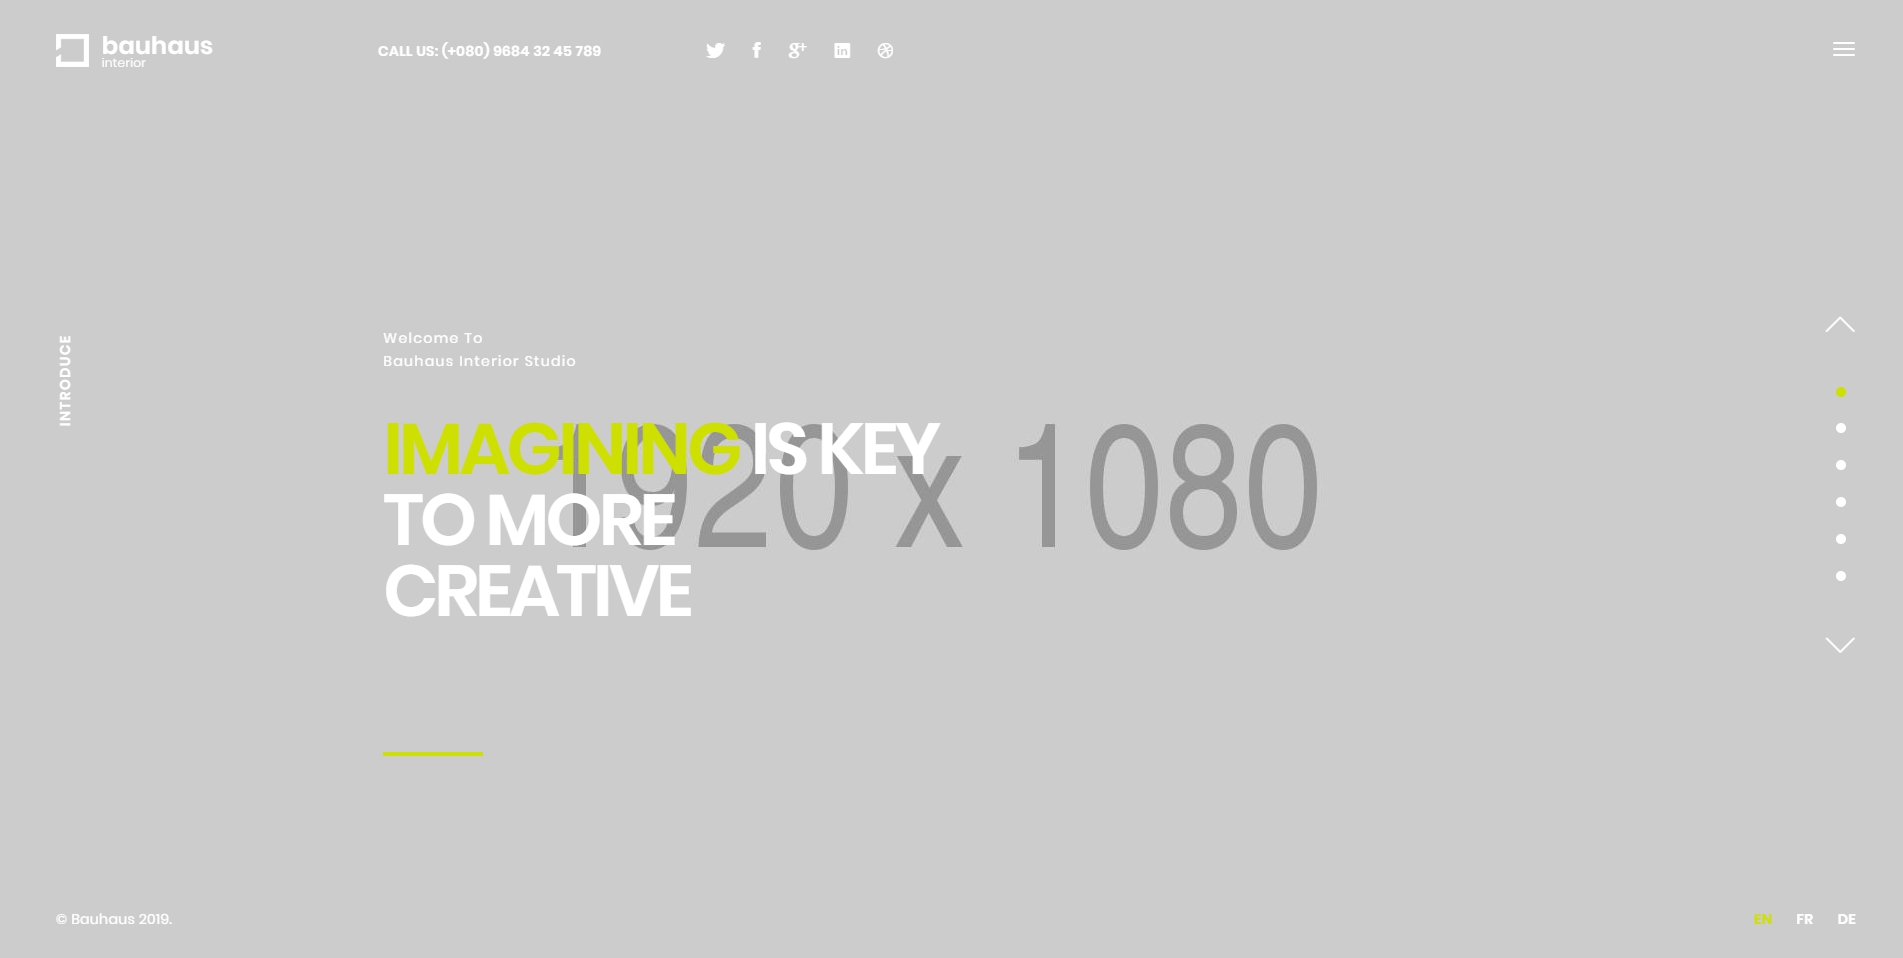 bauhaus
interior
CALL US: (+080) 9684 32 45 789
INTRODUCE
Welcome To
Bauhaus Interior Studio
IMAGINING IS KEY
TO MORE
CREATIVE
1920 x 1080
© Bauhaus 2019.
EN FR DE